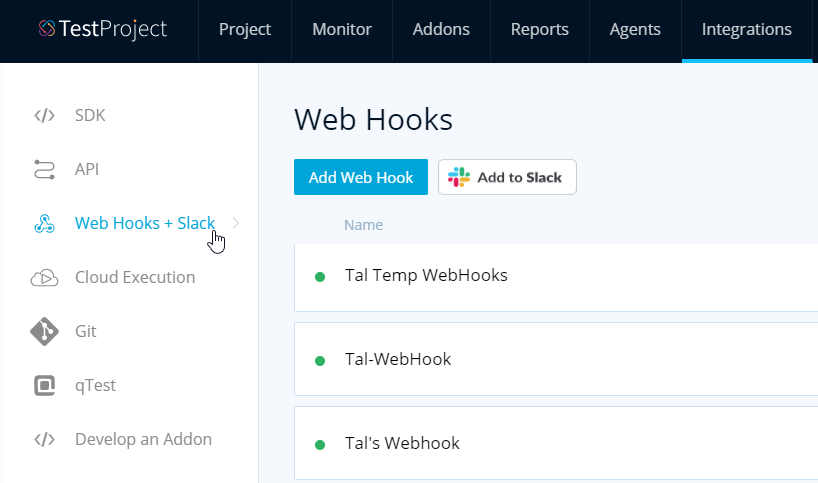 TestProject Project Monitor Addons Reports Agents Integrations
SDK
API
Web Hooks + Slack
Cloud Execution
Git
qTest
Develop an Addon
Web Hooks
Add Web Hook Add to Slack
Name
Tal Temp WebHooks
Tal-WebHook
Tal's Webhook